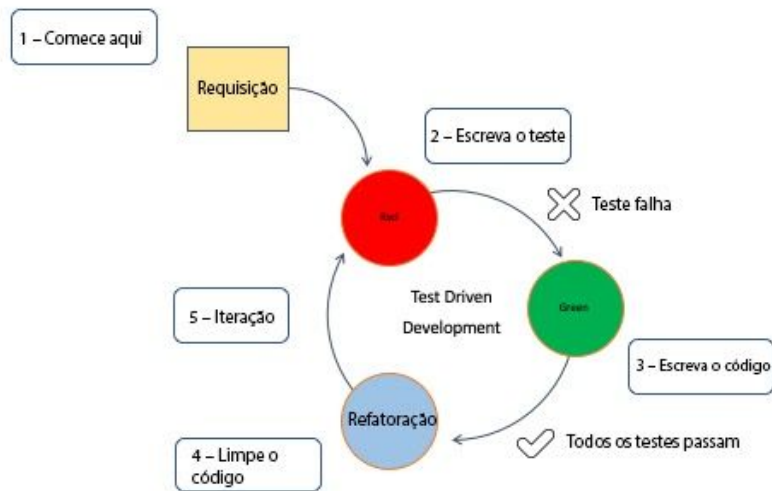 1 – Comece aqui
Requisição
2 – Escreva o teste
Red
Teste falha
Test Driven
Development
Green
5 – Iteração
3 – Escreva o código
Refatoração
Todos os testes passam
4 – Limpe o
código